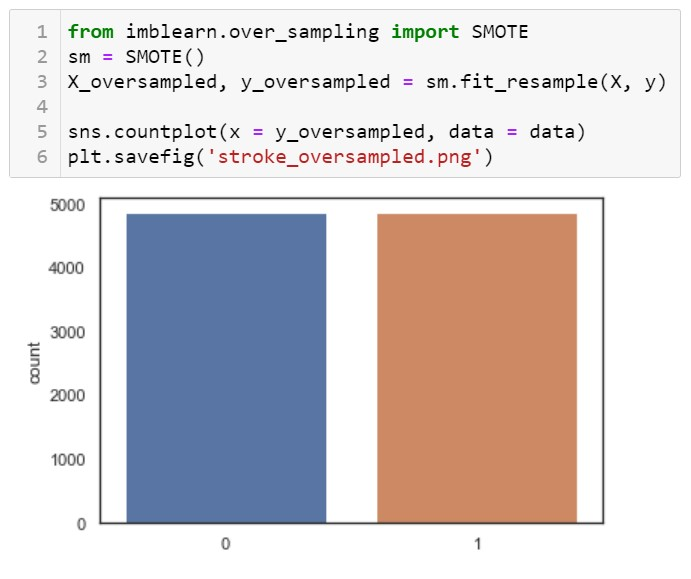 1 from imblearn.over_sampling import SMOTE
2 sm = SMOTE()
3 X_oversampled, y_oversampled = sm.fit_resample(X, y)
4
5 sns.countplot(x = y_oversampled, data = data)
6 plt.savefig('stroke_oversampled.png')
5000
4000
3000
2000
1000
0
count
0 1